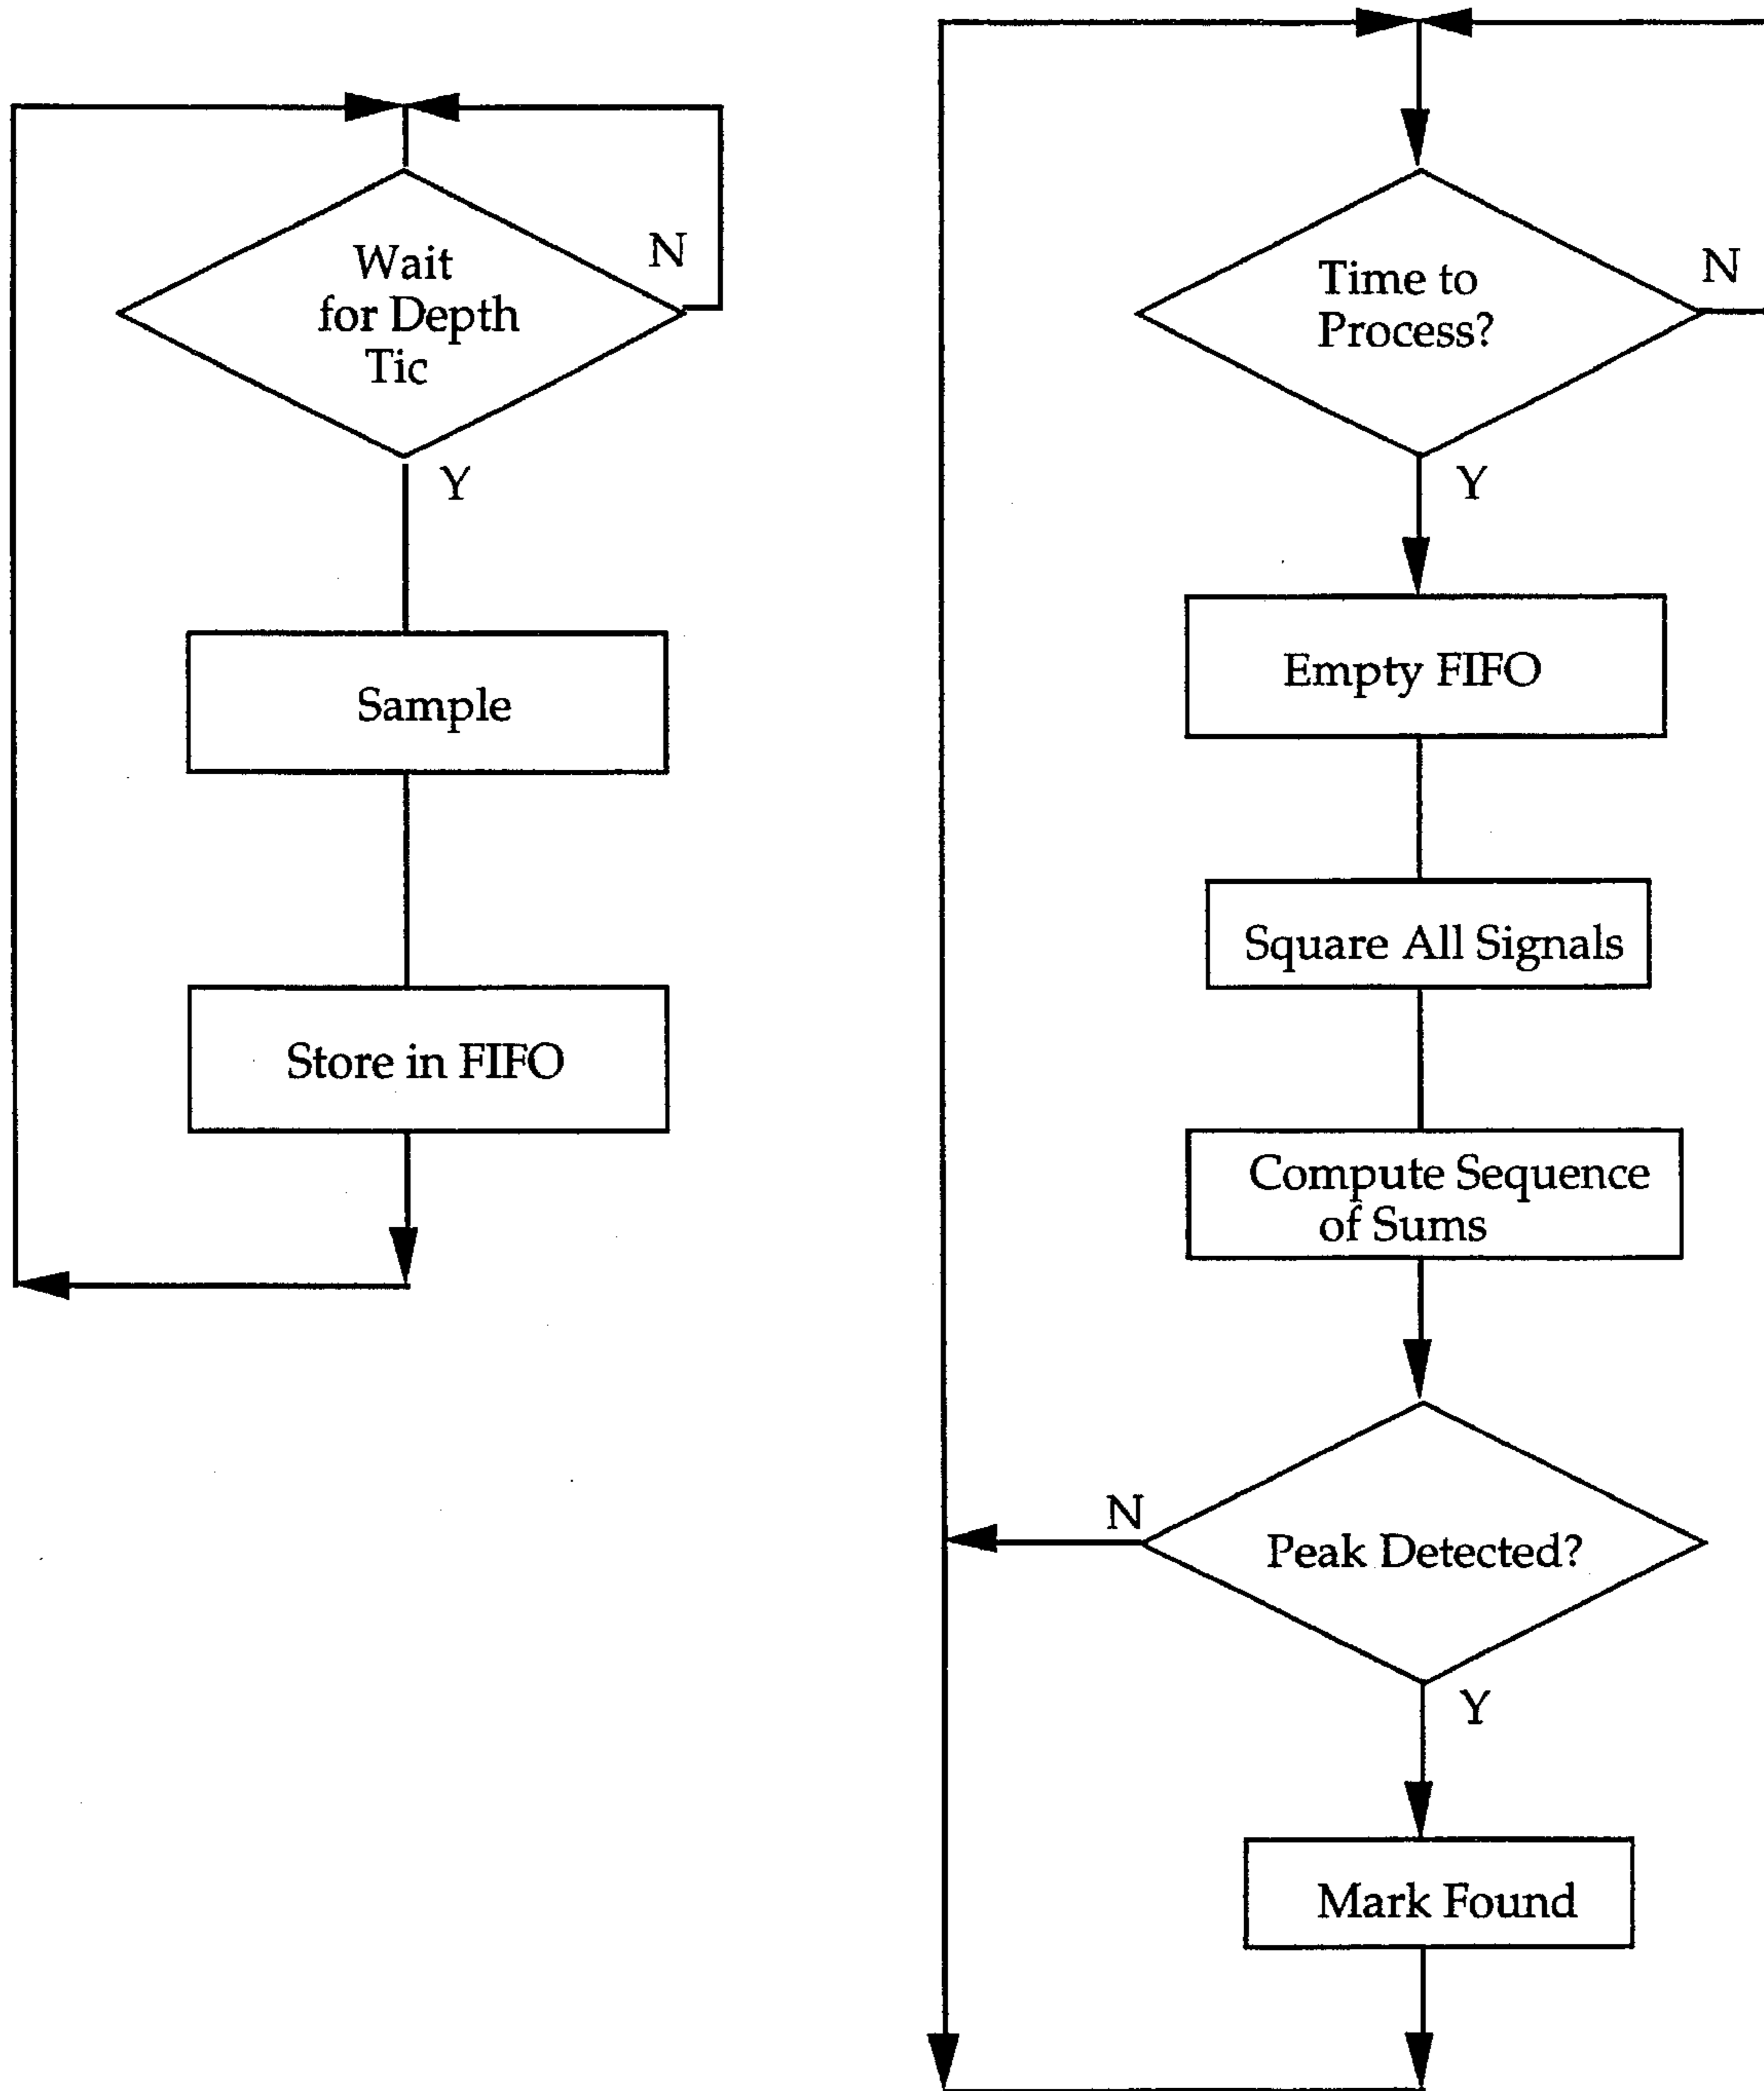 Wait
for Depth
Tic
N
Y
Sample
Store in FIFO
Time to
Process?
N
Y
Empty FIFO
Square All Signals
Compute Sequence
of Sums
N
Peak Detected?
Y
Mark Found